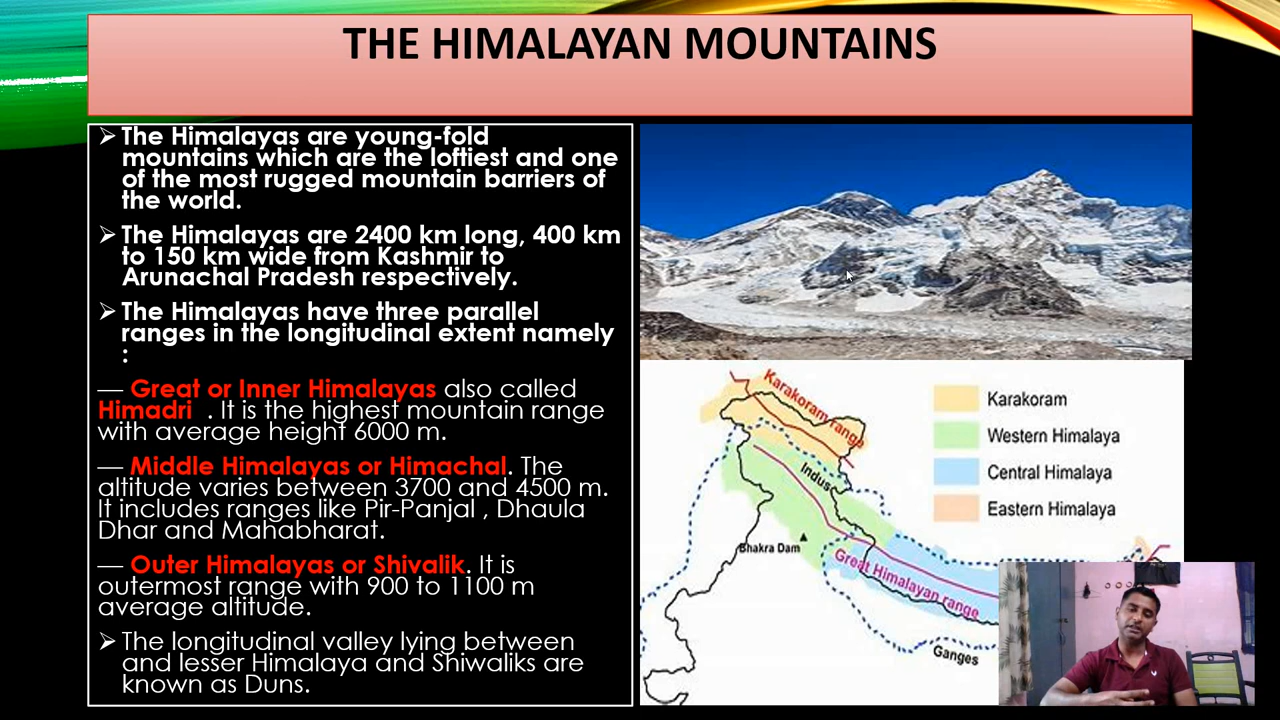 THE HIMALAYAN MOUNTAINS
➢ The Himalayas are young-fold
mountains which are the loftiest and one
of the most rugged mountain barriers of
the world.
➢ The Himalayas are 2400 km long, 400 km
to 150 km wide from Kashmir to
Arunachal Pradesh respectively.
➢ The Himalayas have three parallel
ranges in the longitudinal extent namely
:
— Great or Inner Himalayas also called
Himadri . It is the highest mountain range
with average height 6000 m.
— Middle Himalayas or Himachal. The
altitude varies between 3700 and 4500 m.
It includes ranges like Pir-Panjal , Dhaula
Dhar and Mahabharat.
— Outer Himalayas or Shivalik. It is
outermost range with 900 to 1100 m
average altitude.
➢ The longitudinal valley lying between
and lesser Himalaya and Shiwaliks are
known as Duns.
Karakoram range
Indus
Bhakra Dam
Great Himalayan range
Ganges
Karakoram
Western Himalaya
Central Himalaya
Eastern Himalaya